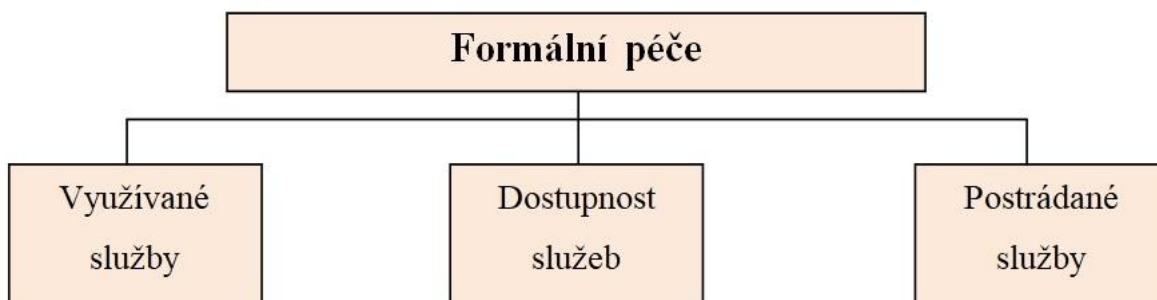 Formální péče
Využívané
služby
Dostupnost
služeb
Postrádané
služby